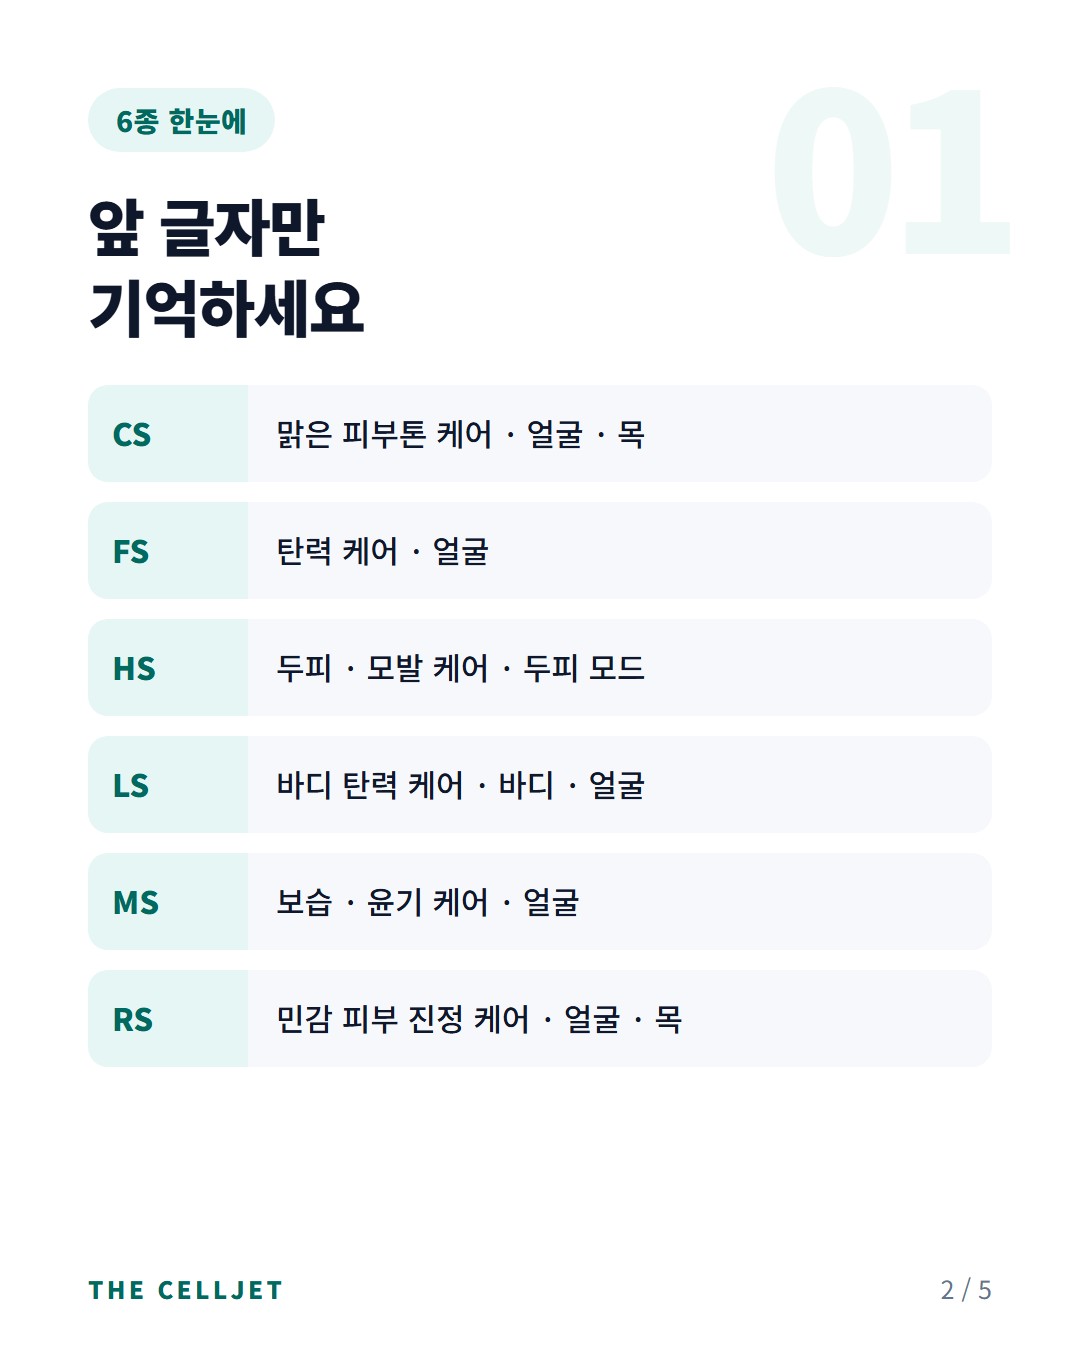 6종 한눈에
01
앞 글자만
기억하세요
CS 맑은 피부톤 케어 · 얼굴 · 목
FS 탄력 케어 · 얼굴
HS 두피 · 모발 케어 · 두피 모드
LS 바디 탄력 케어 · 바디 · 얼굴
MS 보습 · 윤기 케어 · 얼굴
RS 민감 피부 진정 케어 · 얼굴 · 목
THE CELLJET 2 / 5